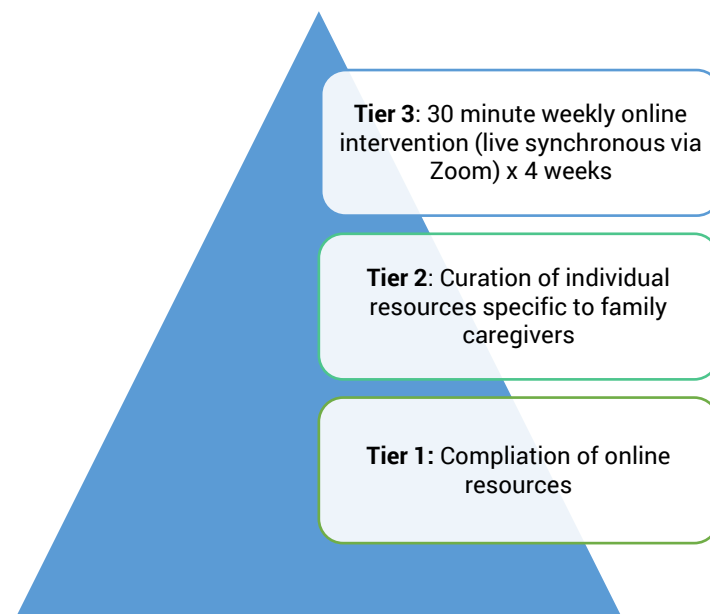 Tier 3: 30 minute weekly online
intervention (live synchronous via
Zoom) x 4 weeks
Tier 2: Curation of individual
resources specific to family
caregivers
Tier 1: Compliation of online
resources